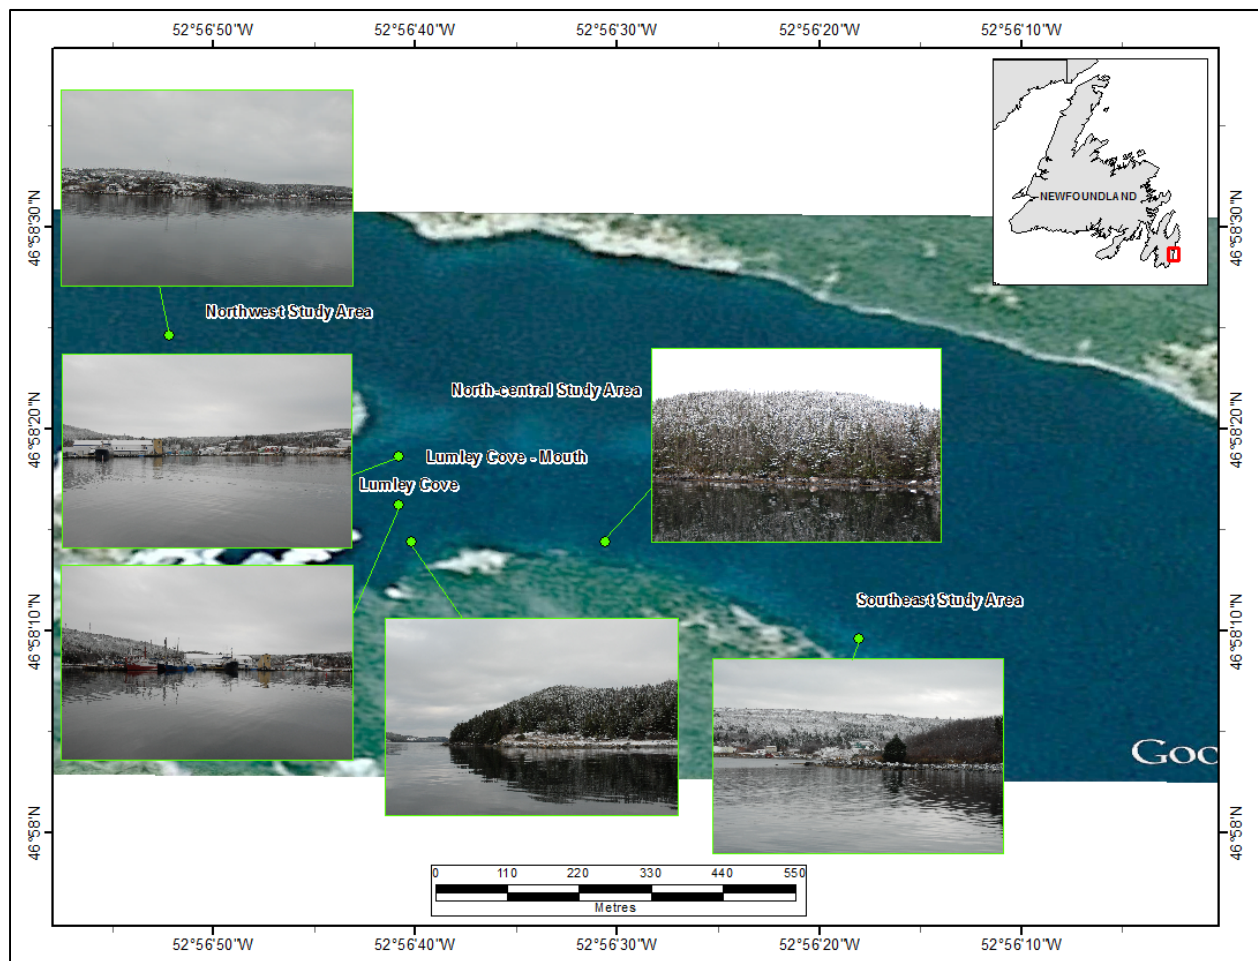 52°56'50"W 52°56'40"W 52°56'30"W 52°56'20"W 52°56'10"W
NEWFOUNDLAND
46°58'30"N 46°58'30"N
Northwest Study Area
North-central Study Area
46°58'20"N 46°58'20"N
Lumley Cove - Mouth
Lumley Cove
Southeast Study Area
46°58'10"N 46°58'10"N
Goo
46°58'N 46°58'N
0 110 220 330 440 550
Metres
52°56'50"W 52°56'40"W 52°56'30"W 52°56'20"W 52°56'10"W